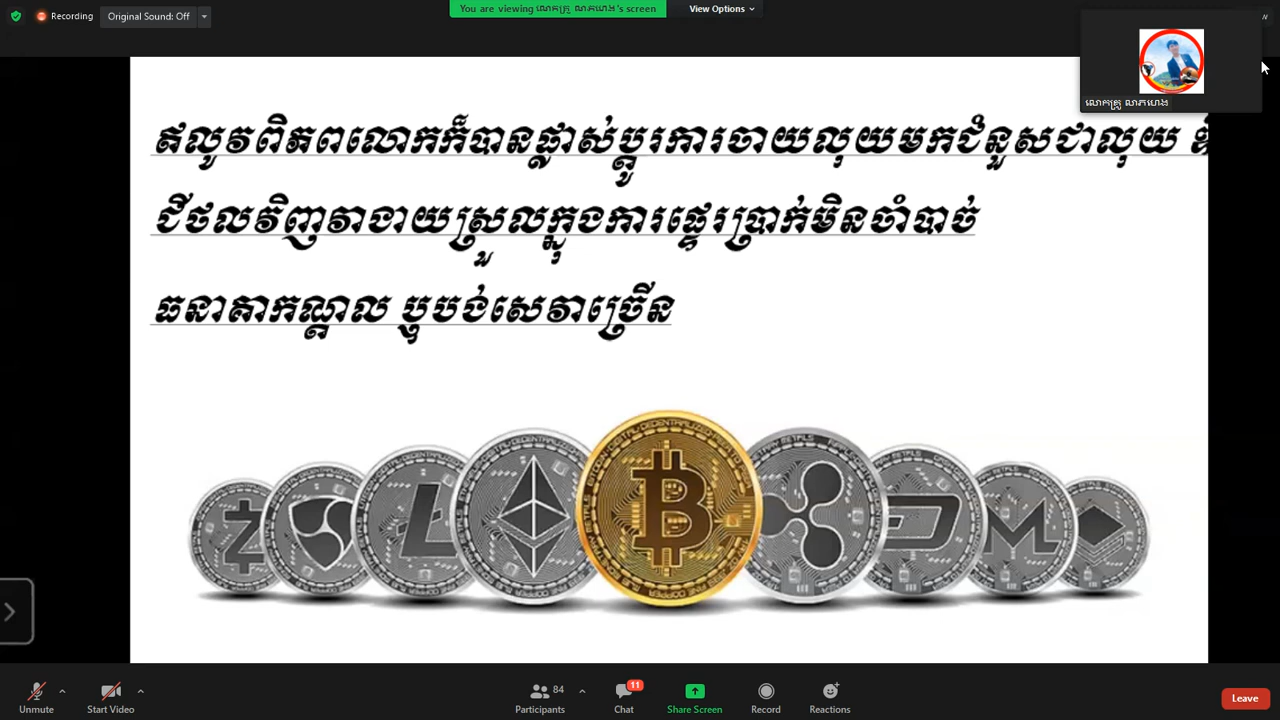 Recording
Original Sound: Off
You are viewing លោកគ្រូ ណាភហេង's screen
View Options
លោកគ្រូ ណាភហេង
ឥលូវពិភពលោកក៏បានផ្លាស់ប្តូរការចាយលុយមកជំនួសជាលុយ
ជីថលវិញវាងាយស្រួលក្នុងការផ្ទេរប្រាក់មិនចាំបាច់
ធនាគាកណ្តាល ឬបង់សេវាច្រើន
Unmute
Start Video
84
Participants
11
Chat
Share Screen
Record
Reactions
Leave